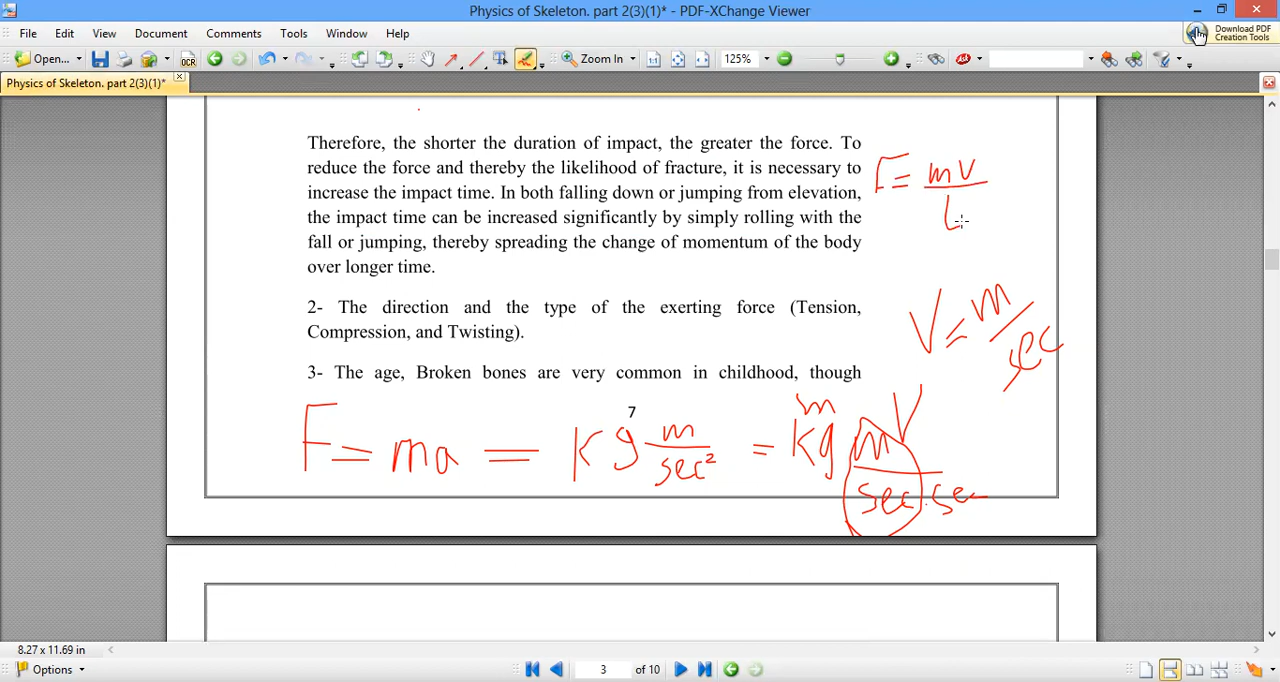 Physics of Skeleton. part 2(3)(1)* - PDF-XChange Viewer
File Edit View Document Comments Tools Window Help
Download PDF Creation Tools
Open... OCR Zoom In 125%
Physics of Skeleton. part 2(3)(1)*
Therefore, the shorter the duration of impact, the greater the force. To
reduce the force and thereby the likelihood of fracture, it is necessary to
increase the impact time. In both falling down or jumping from elevation,
the impact time can be increased significantly by simply rolling with the
fall or jumping, thereby spreading the change of momentum of the body
over longer time.
F = mV
2- The direction and the type of the exerting force (Tension,
Compression, and Twisting).
V = m/sec
3- The age, Broken bones are very common in childhood, though
7
F = ma = Kg m/sec² = kg m/sec.sec
m V
8.27 x 11.69 in
Options 3 of 10